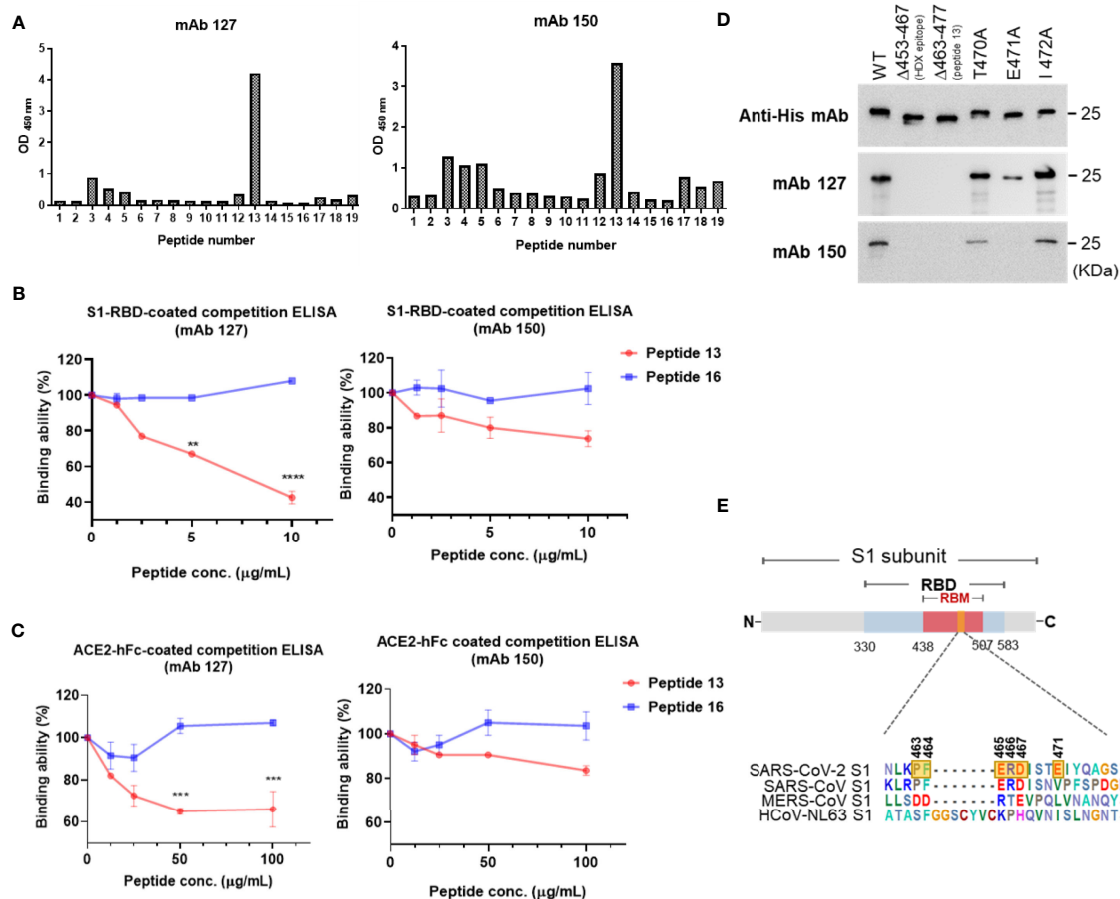 A
mAb 127
5
4
3
2
1
0
OD 450 nm
1 2 3 4 5 6 7 8 9 10 11 12 13 14 15 16 17 18 19
Peptide number
mAb 150
4
3
2
1
0
OD 450 nm
1 2 3 4 5 6 7 8 9 10 11 12 13 14 15 16 17 18 19
Peptide number
B
S1-RBD-coated competition ELISA
(mAb 127)
120
100
80
60
40
Binding ability (%)
**
****
0 5 10
Peptide conc. (μg/mL)
S1-RBD-coated competition ELISA
(mAb 150)
120
100
80
60
40
Binding ability (%)
0 5 10
Peptide conc. (μg/mL)
Peptide 13
Peptide 16
C
ACE2-hFc-coated competition ELISA
(mAb 127)
120
100
80
60
Binding ability (%)
***
***
0 50 100
Peptide conc. (μg/mL)
ACE2-hFc coated competition ELISA
(mAb 150)
120
100
80
60
Binding ability (%)
0 50 100
Peptide conc. (μg/mL)
Peptide 13
Peptide 16
D
WT
Δ453-467
(HDX epitope)
Δ463-477
(peptide 13)
T470A
E471A
I 472A
Anti-His mAb
25
mAb 127
25
mAb 150
25
(KDa)
E
S1 subunit
RBD
RBM
N
C
330 438 507 583
463 464 465 466 467 471
SARS-CoV-2 S1 NLKPF----------ERDISTEIYQAGS
SARS-CoV S1 KLRPF----------ERDISNVPFSPDG
MERS-CoV S1 LLSDD----------RTEVPQLVNANQY
HCoV-NL63 S1 ATASFGGSCYVCKPHQVNISLNGNT